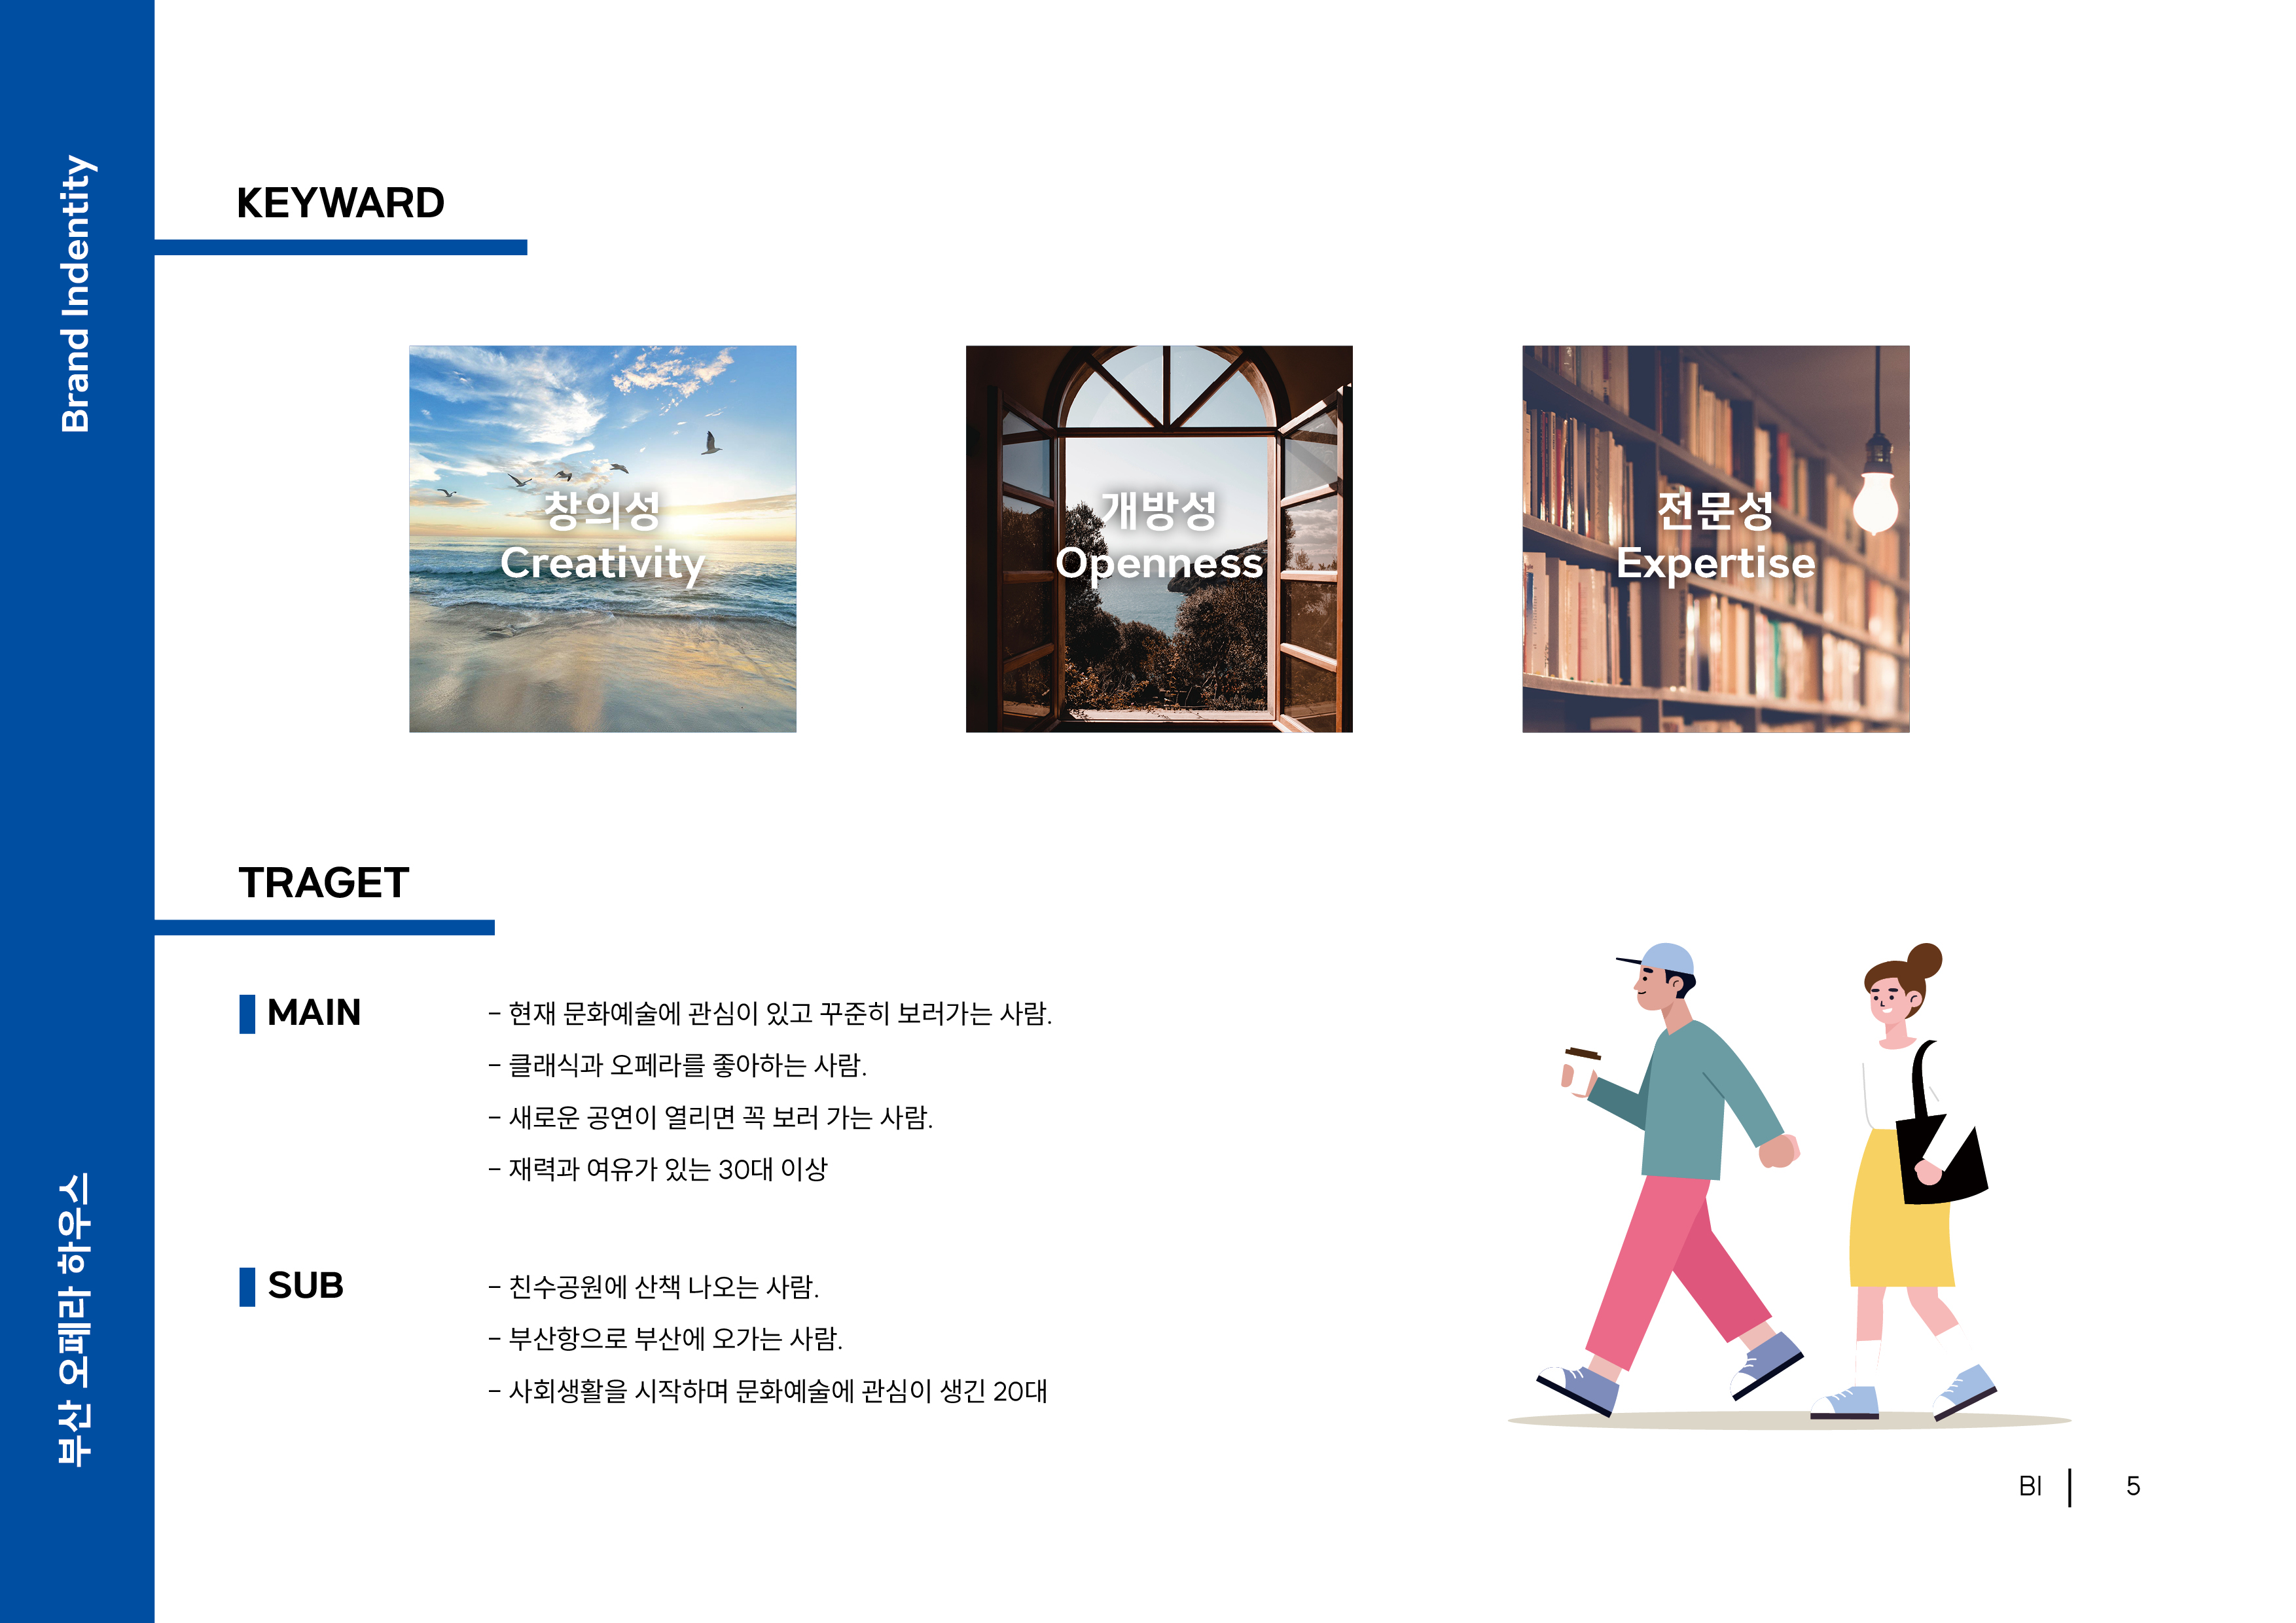 Brand Indentity
부산 오페라 하우스
KEYWARD
창의성
Creativity
개방성
Openness
전문성
Expertise
TRAGET
MAIN
- 현재 문화예술에 관심이 있고 꾸준히 보러가는 사람.
- 클래식과 오페라를 좋아하는 사람.
- 새로운 공연이 열리면 꼭 보러 가는 사람.
- 재력과 여유가 있는 30대 이상
SUB
- 친수공원에 산책 나오는 사람.
- 부산항으로 부산에 오가는 사람.
- 사회생활을 시작하며 문화예술에 관심이 생긴 20대
BI | 5